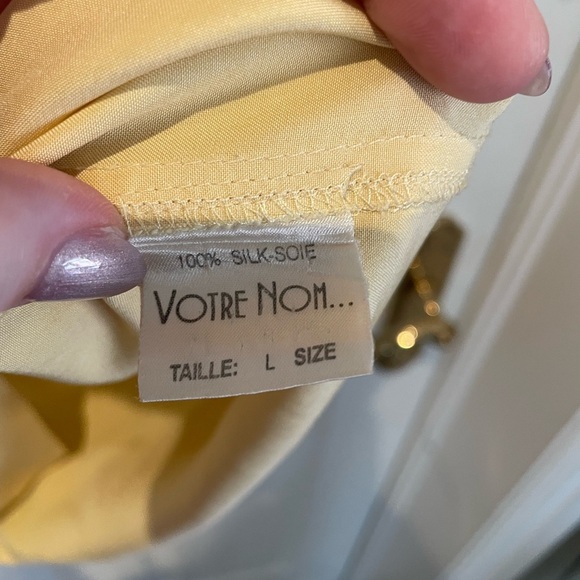 100% SILK-SOIE
VOTRE NOM...
TAILLE: L SIZE